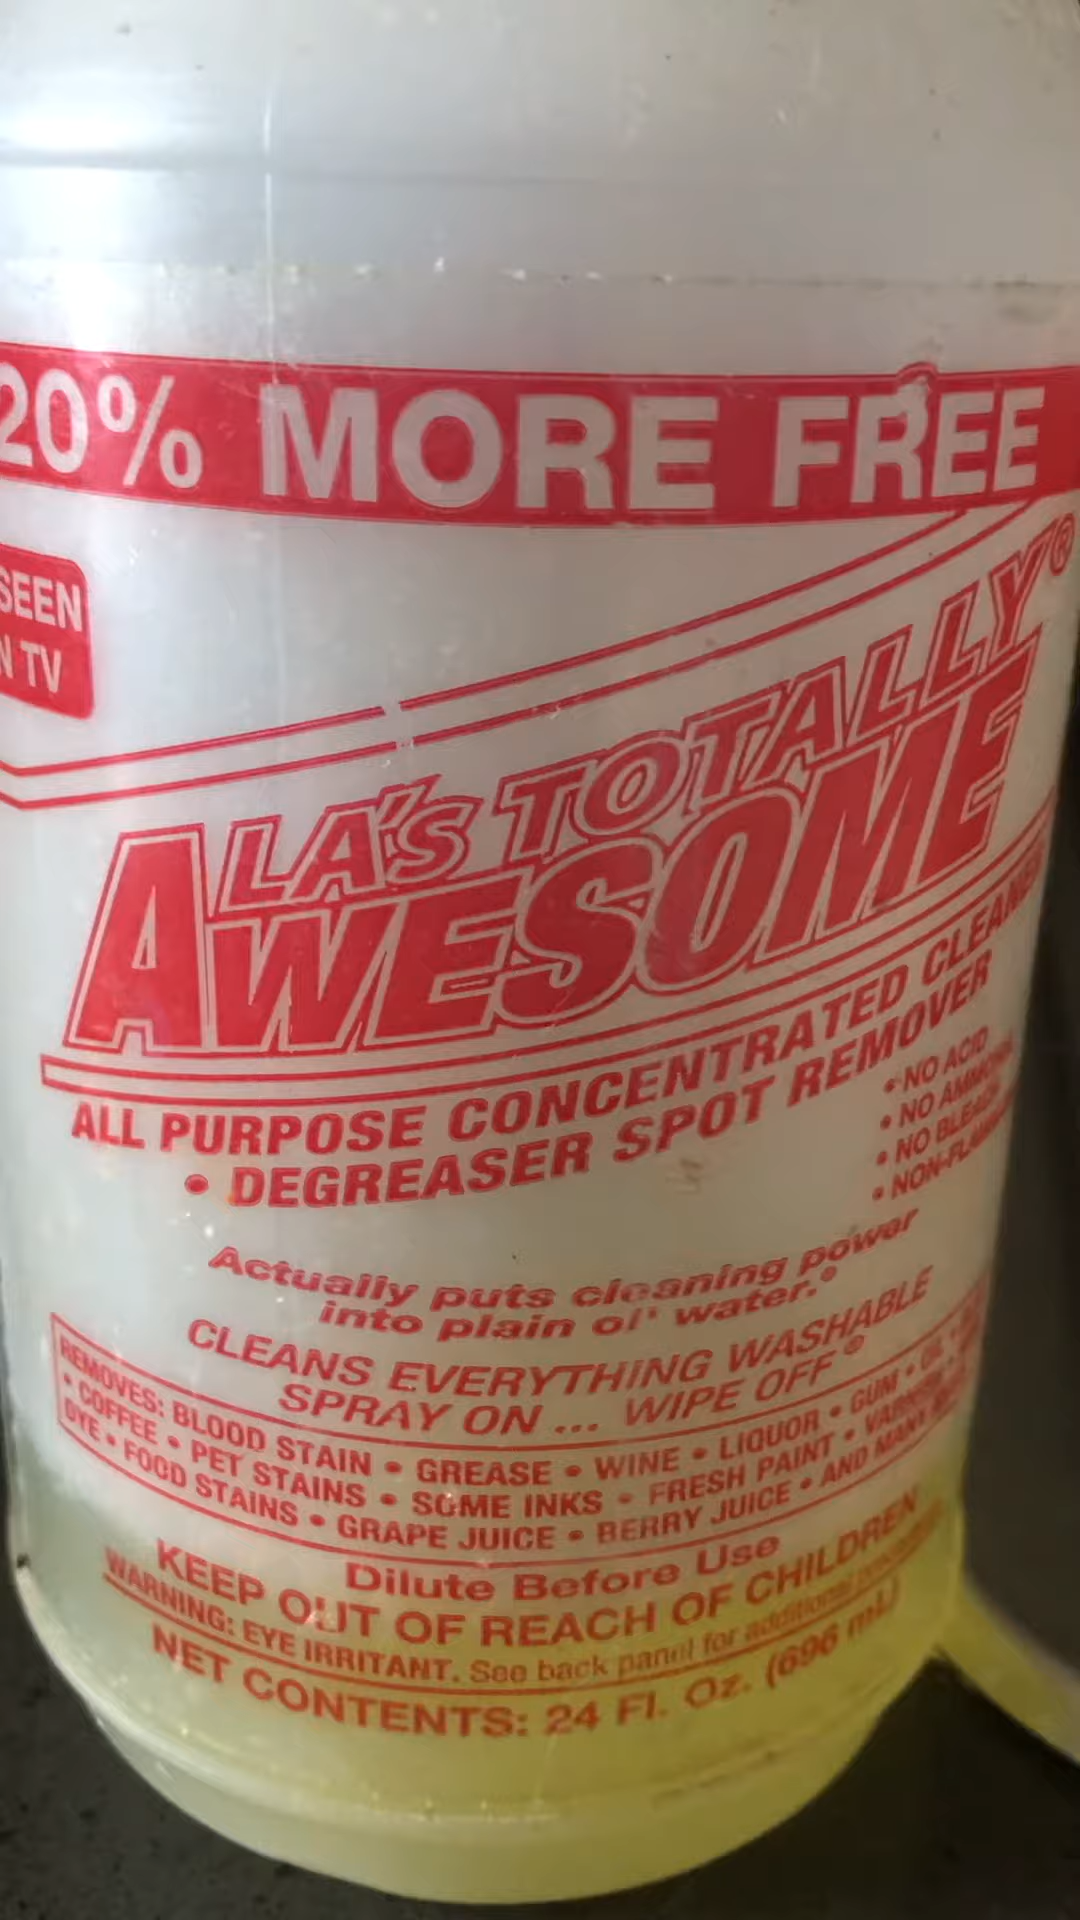 20% MORE FREE
SEEN
TV
LA'S TOTALLY®
AWESOME
ALL PURPOSE CONCENTRATED CLEANER
• DEGREASER SPOT REMOVER
• NO ACID
• NO AMMONIA
• NO BLEACH
Actually puts cleaning power
into plain ol' water.®
CLEANS EVERYTHING WASHABLE
SPRAY ON ... WIPE OFF®
REMOVES: BLOOD STAIN • GREASE • WINE • LIQUOR • GUM •
• COFFEE • PET STAINS • SOME INKS • FRESH PAINT •
DYE • FOOD STAINS • GRAPE JUICE • BERRY JUICE • AND MANY
Dilute Before Use
KEEP OUT OF REACH OF CHILDREN
WARNING: EYE IRRITANT. See back panel for additional
NET CONTENTS: 24 Fl. Oz. (696 mL)